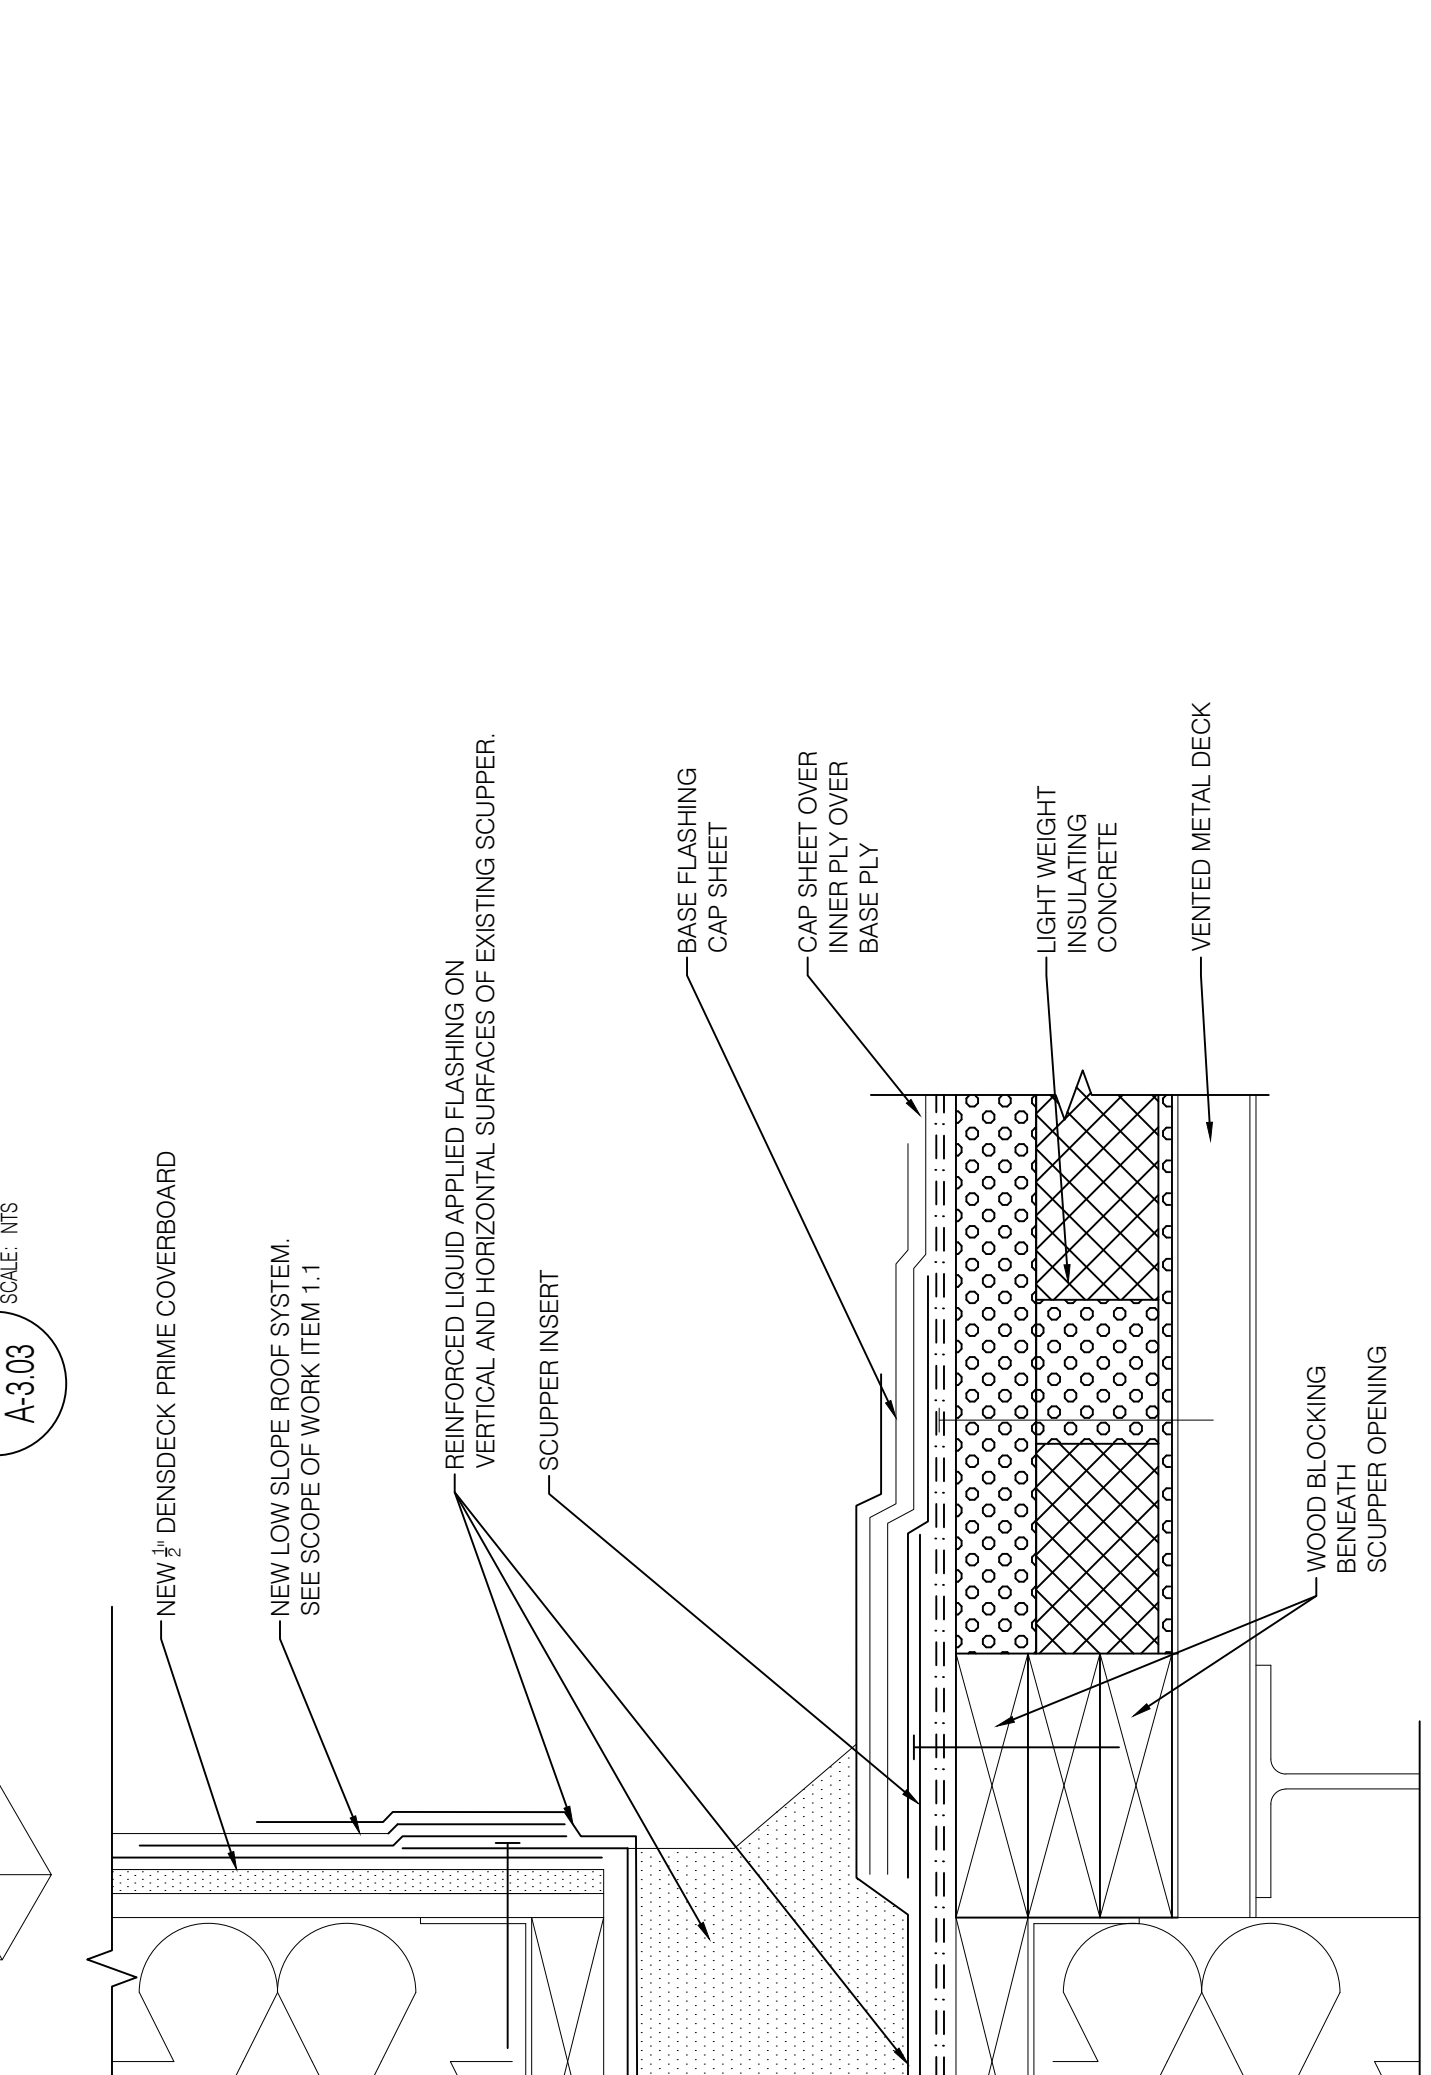 A-3.03
SCALE: NTS
NEW 1/2" DENSDECK PRIME COVERBOARD
NEW LOW SLOPE ROOF SYSTEM.
SEE SCOPE OF WORK ITEM 1.1
REINFORCED LIQUID APPLIED FLASHING ON
VERTICAL AND HORIZONTAL SURFACES OF EXISTING SCUPPER.
SCUPPER INSERT
BASE FLASHING
CAP SHEET
CAP SHEET OVER
INNER PLY OVER
BASE PLY
LIGHT WEIGHT
INSULATING
CONCRETE
VENTED METAL DECK
WOOD BLOCKING
BENEATH
SCUPPER OPENING